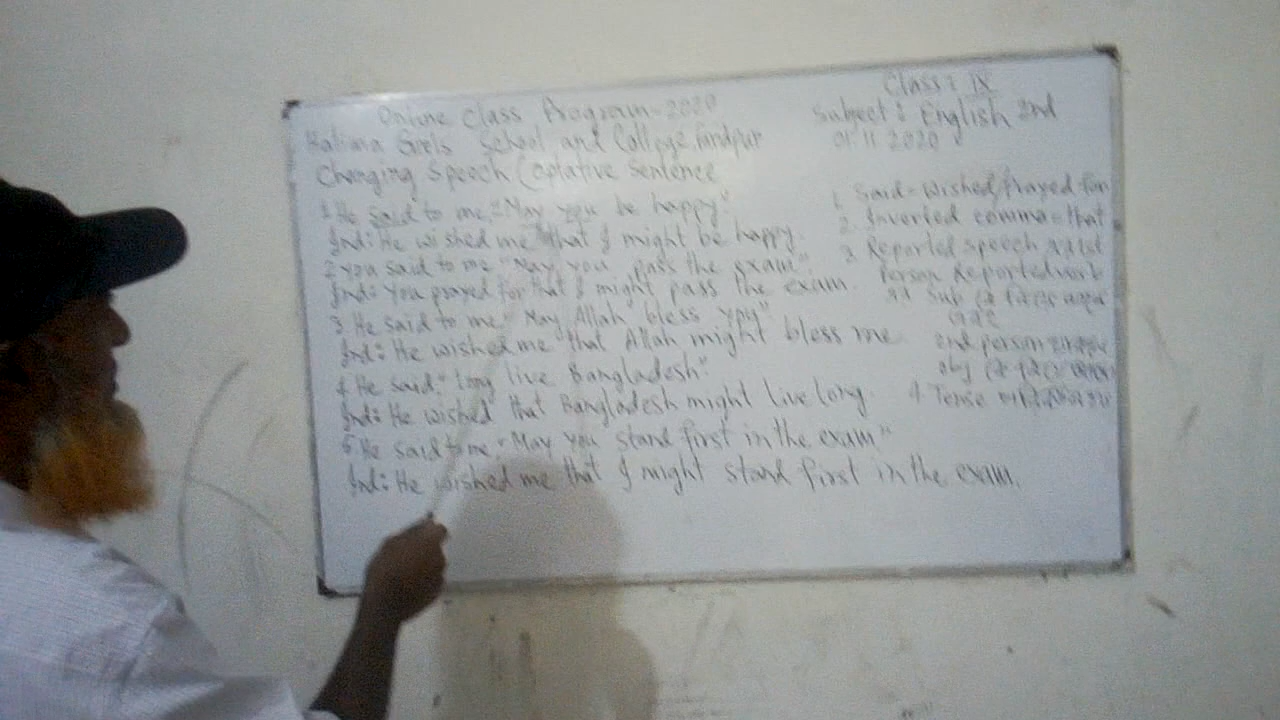 Online Class Program-2020
Halima Girls School and College, Chandpur
Changing Speech (Optative Sentence
1. He said to me, "May you be happy"
Ind: He wished me that I might be happy.
2. You said to me "May you pass the exam"
Ind: You prayed for that I might pass the exam.
3. He said to me, "May Allah bless you"
Ind: He wished me that Allah might bless me
4. He said, "Long live Bangladesh"
Ind: He wished that Bangladesh might live long.
5. He said to me, "May you stand first in the exam"
Ind: He wished me that I might stand first in the exam.
Class: IX
Subject: English 2nd
01.11.2020
1. Said=wished/Prayed for
2. Inverted comma=that
3. Reported speech 1st
Person Reported verb
Sub
2nd person
obj
4. Tense